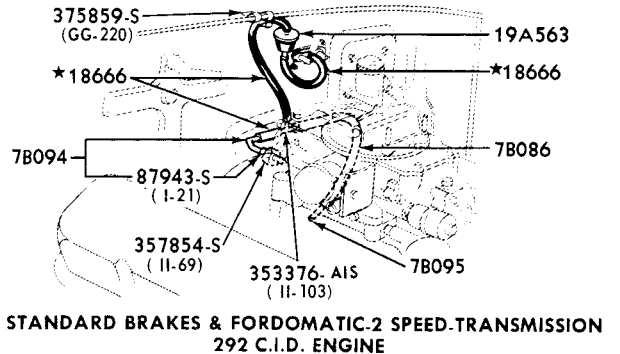 375859-S
(GG-220)
19A563
★18666
★18666
7B094
7B086
87943-S
(I-21)
357854-S
(II-69)
353376-AIS
(II-103)
7B095
STANDARD BRAKES & FORDOMATIC-2 SPEED-TRANSMISSION
292 C.I.D. ENGINE